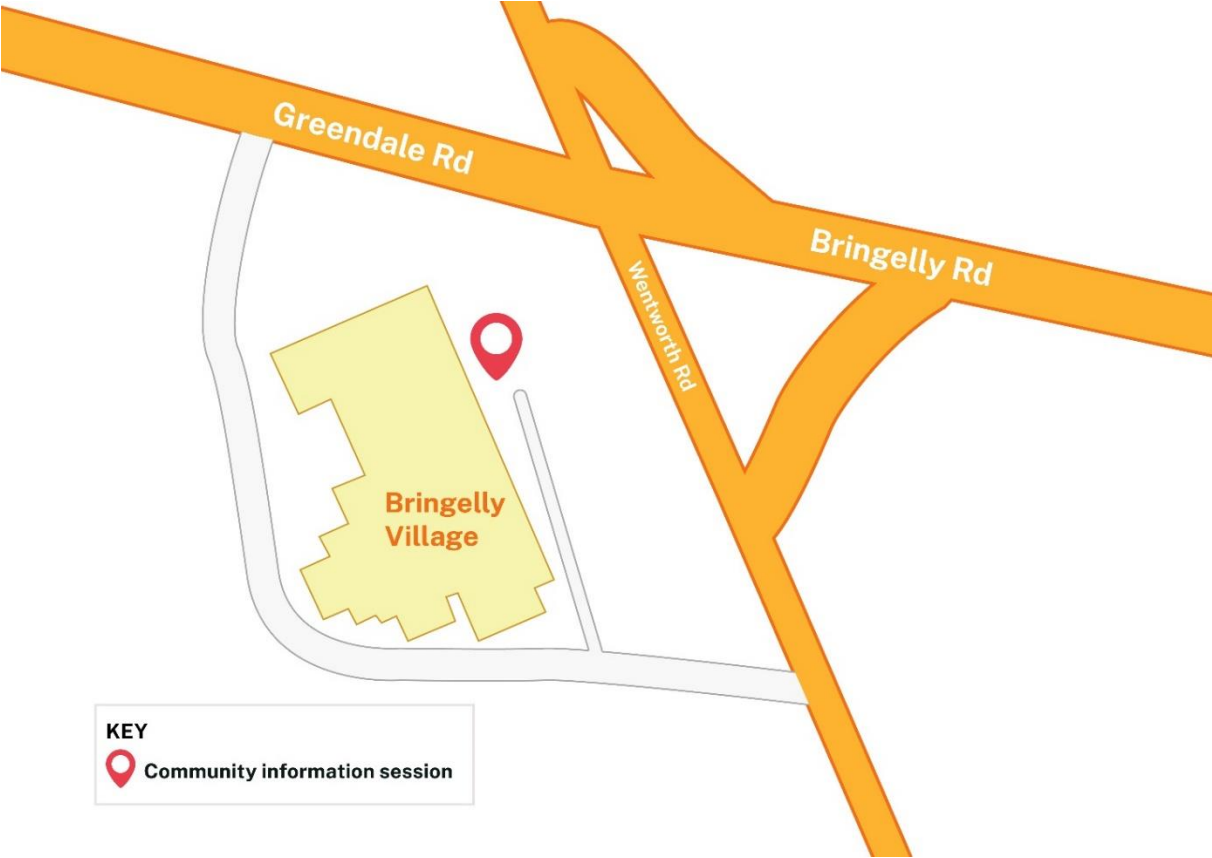 Greendale Rd
Bringelly Rd
Wentworth Rd
Bringelly
Village
KEY
Community information session